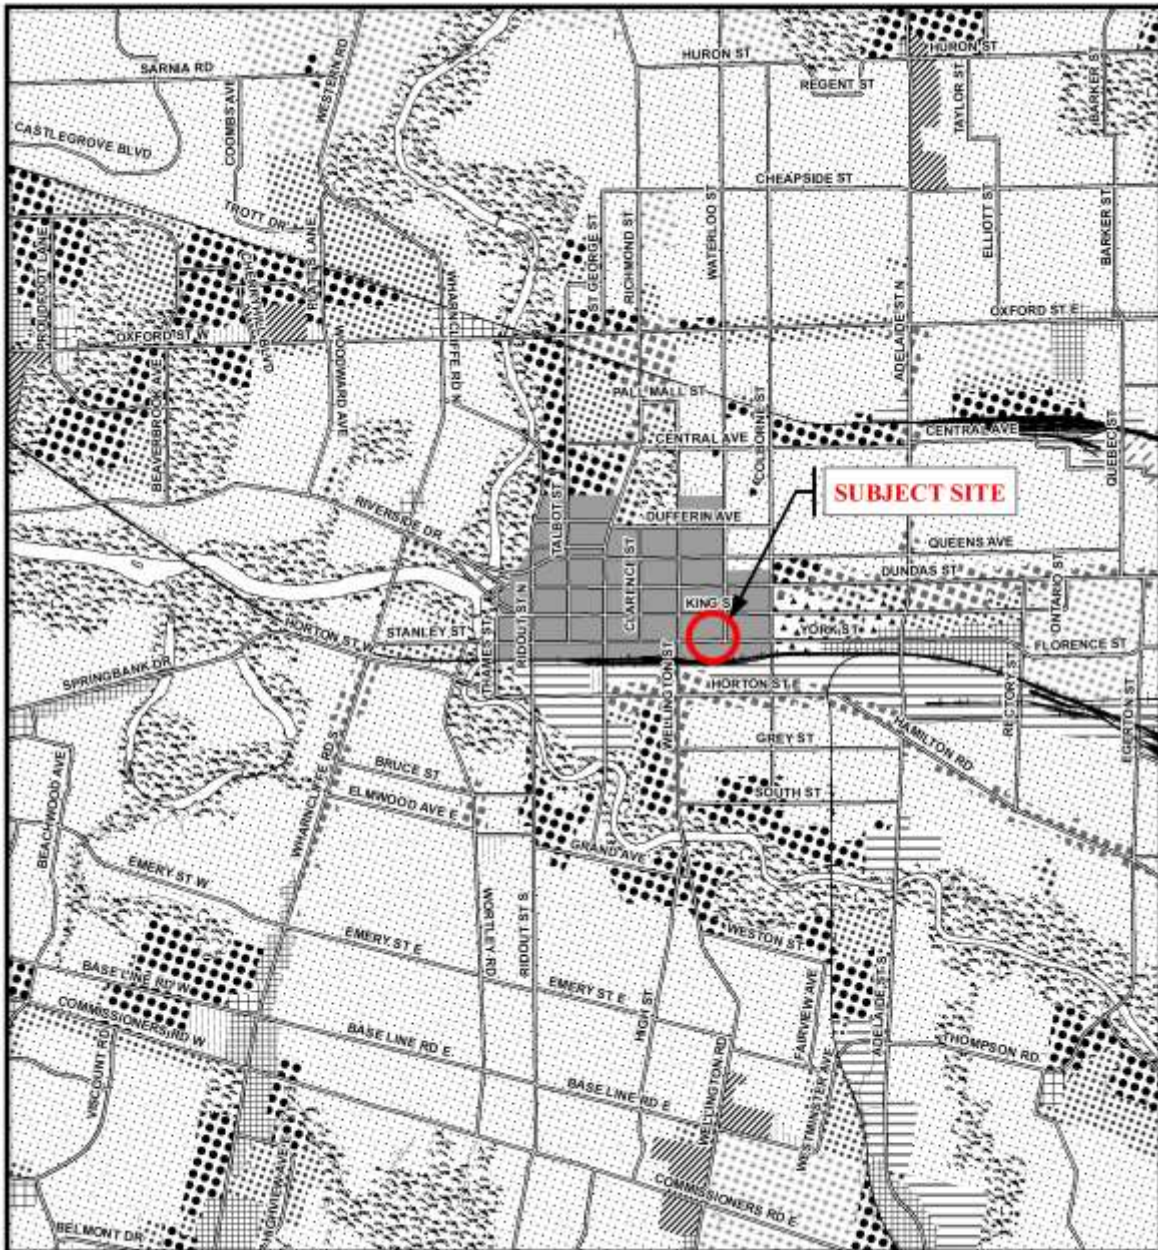 HURON ST
HURON ST
SARNIA RD
WESTERN RD
REGENT ST
TAYLOR ST
BARKER ST
COOMBS AVE
CASTLEGROVE BLVD
CHEAPSIDE ST
TROTT DR
PROUDFOOT LANE
PLATTS LANE
ST GEORGE ST
RICHMOND ST
WATERLOO ST
ELLIOTT ST
BARKER ST
WHARNCLIFFE RD N
ADELAIDE ST N
OXFORD ST E
OXFORD ST W
BEAVERBROOK AVE
WOODWARD AVE
PALL MALL ST
COLBORNE ST
CENTRAL AVE
CENTRAL AVE
QUEBEC ST
SUBJECT SITE
RIVERSIDE DR
TALBOT ST
DUFFERIN AVE
QUEENS AVE
CLARENCE ST
DUNDAS ST
ONTARIO ST
RIDOUT ST N
KING S
HORTON ST W
STANLEY ST
THAMES ST
YORK ST
FLORENCE ST
SPRINGBANK DR
WELLINGTON ST
HORTON ST E
RECTORY ST
EGERTON ST
HAMILTON RD
GREY ST
WHARNCLIFFE RD S
BRUCE ST
ELMWOOD AVE E
SOUTH ST
BEACHWOOD AVE
GRAND AVE
EMERY ST W
WORTLEY RD
RIDOUT ST S
EMERY ST E
WESTON ST
BASE LINE RD W
EMERY ST E
HIGH ST
FAIRVIEW AVE
ADELAIDE ST S
COMMISSIONERS RD W
BASE LINE RD E
THOMPSON RD
VISCOUNT RD
BASE LINE RD E
WELLINGTON RD
WESTMINSTER AVE
COMMISSIONERS RD E
BELMONT DR